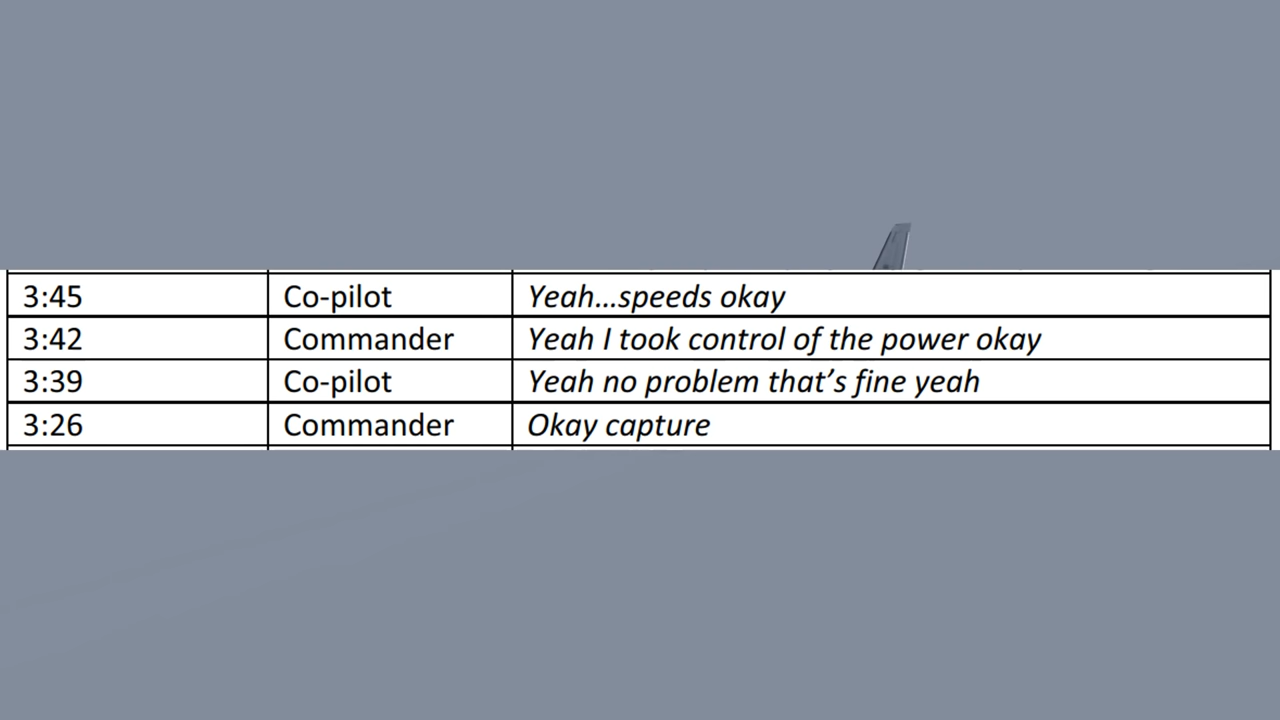 3:45 Co-pilot Yeah...speeds okay
3:42 Commander Yeah I took control of the power okay
3:39 Co-pilot Yeah no problem that's fine yeah
3:26 Commander Okay capture